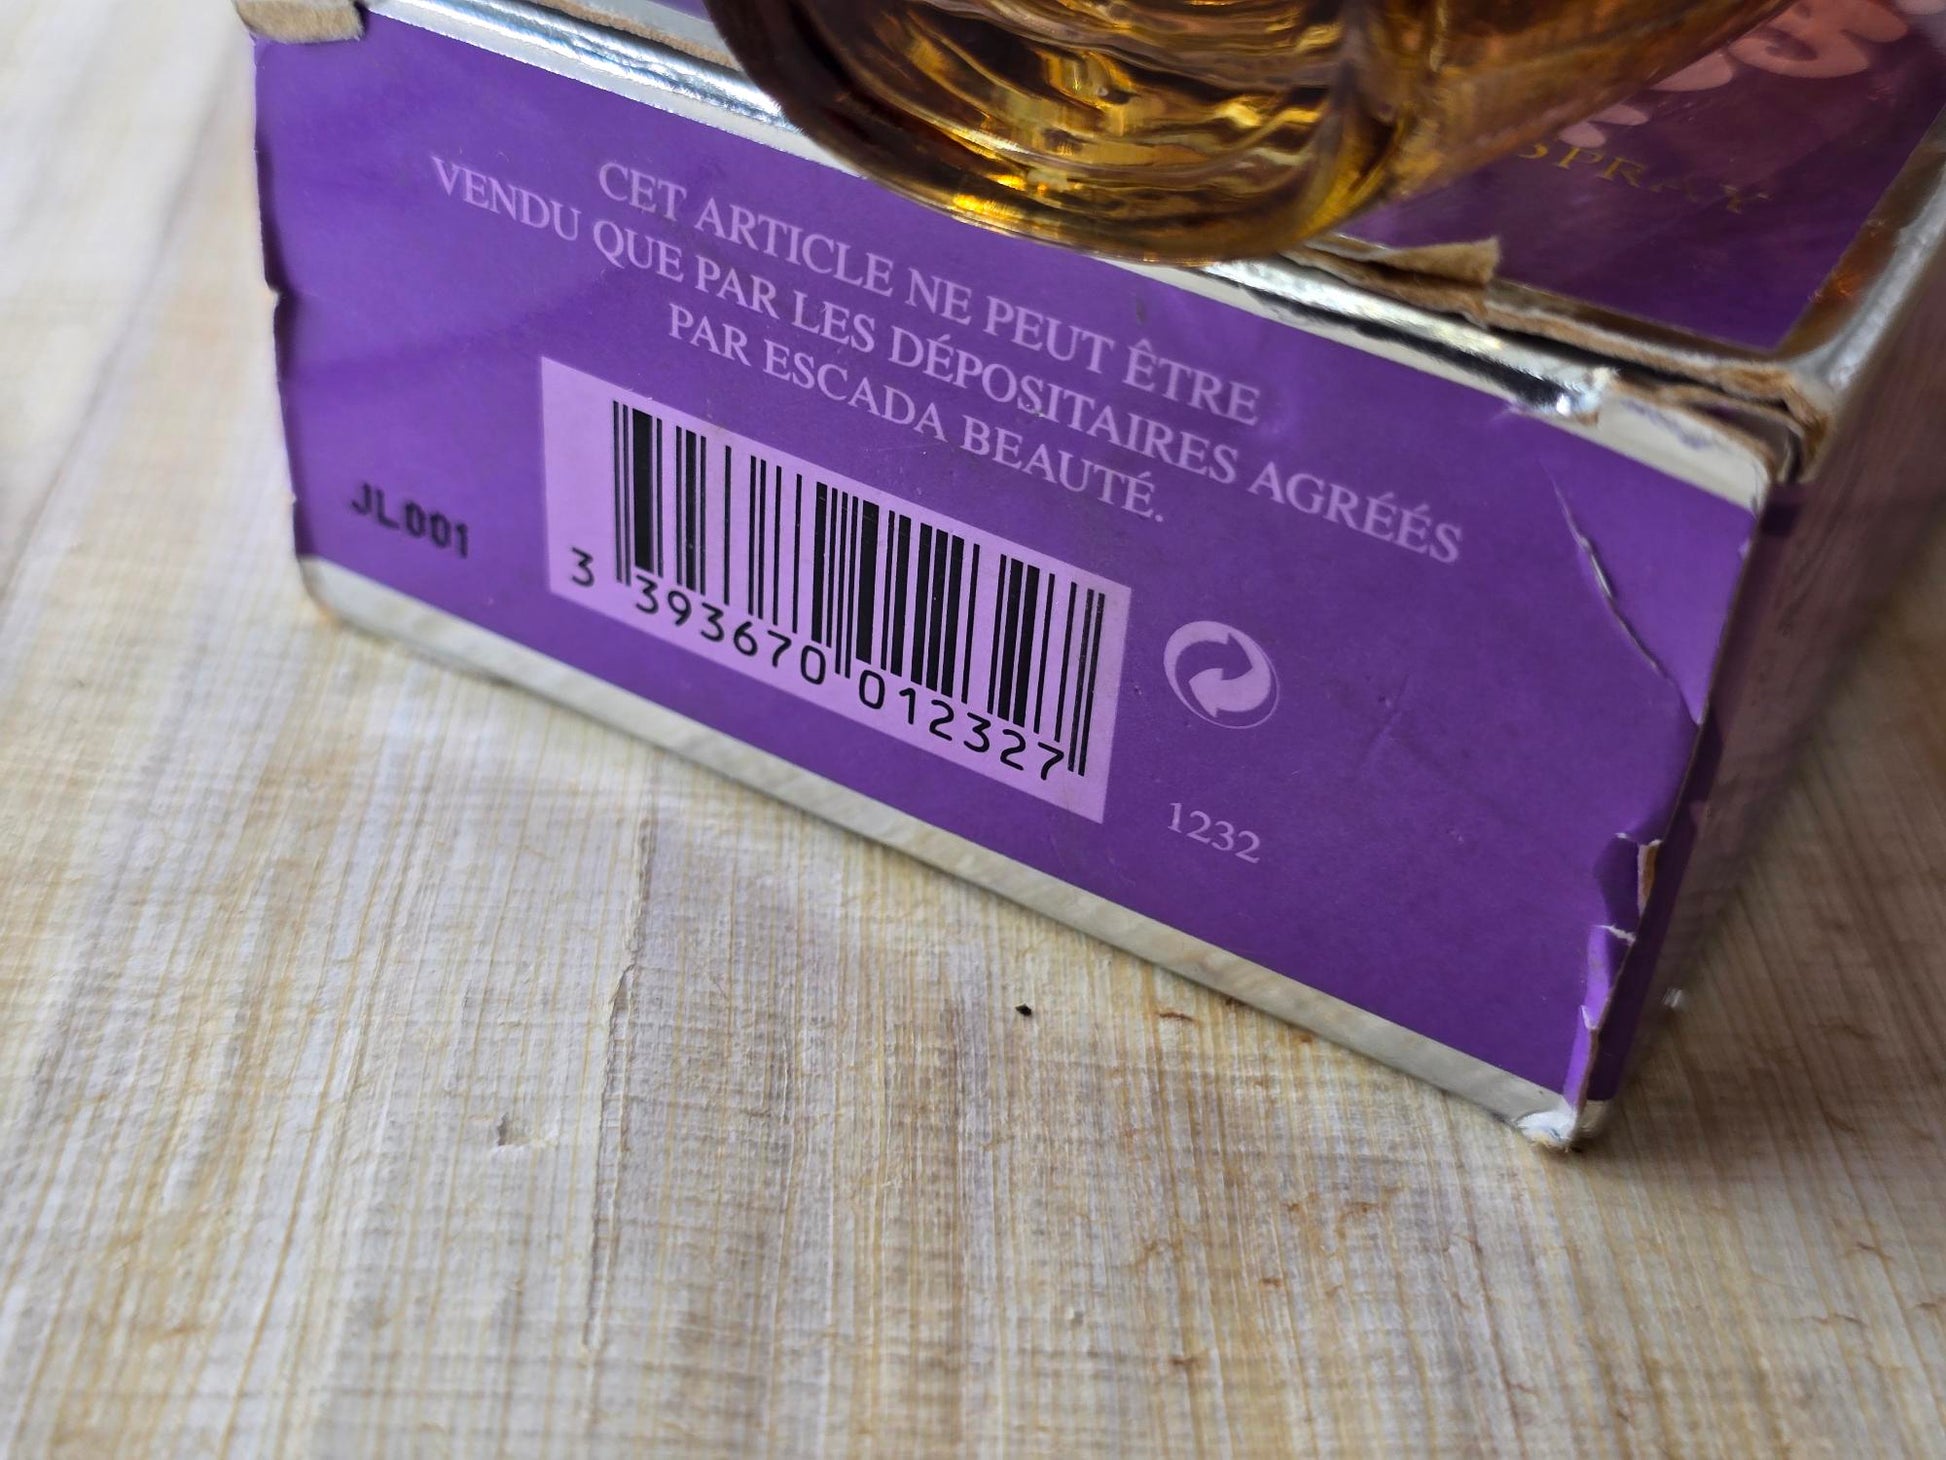 SPRAY
CET ARTICLE NE PEUT ÊTRE
VENDU QUE PAR LES DÉPOSITAIRES AGRÉÉS
PAR ESCADA BEAUTÉ.
JL001
3 393670 012327
1232